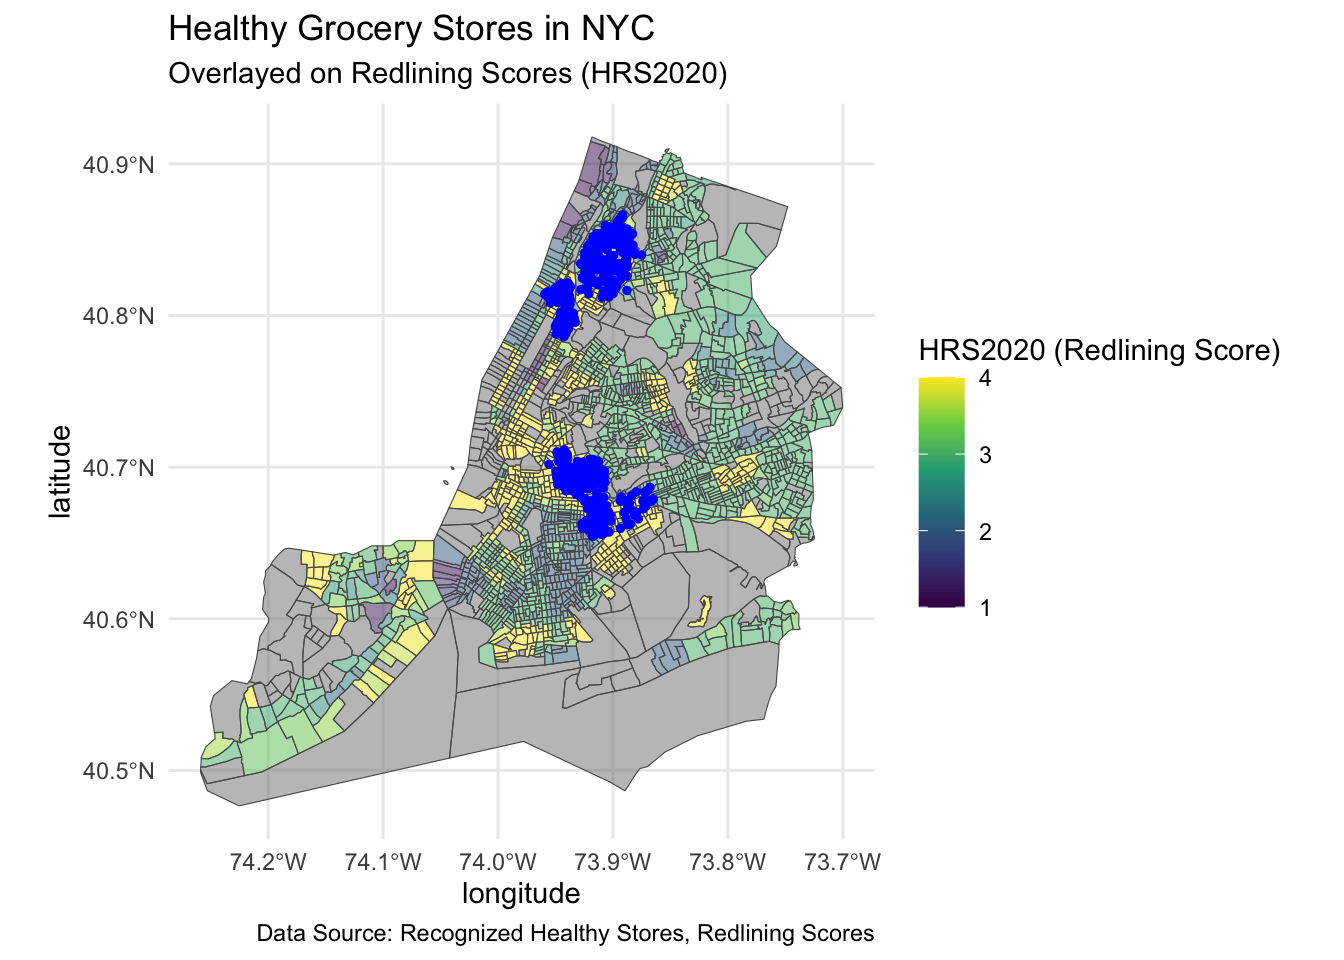 Healthy Grocery Stores in NYC
Overlayed on Redlining Scores (HRS2020)
40.9°N
40.8°N
40.7°N
40.6°N
40.5°N
latitude
74.2°W 74.1°W 74.0°W 73.9°W 73.8°W 73.7°W
longitude
HRS2020 (Redlining Score)
4
3
2
1
Data Source: Recognized Healthy Stores, Redlining Scores